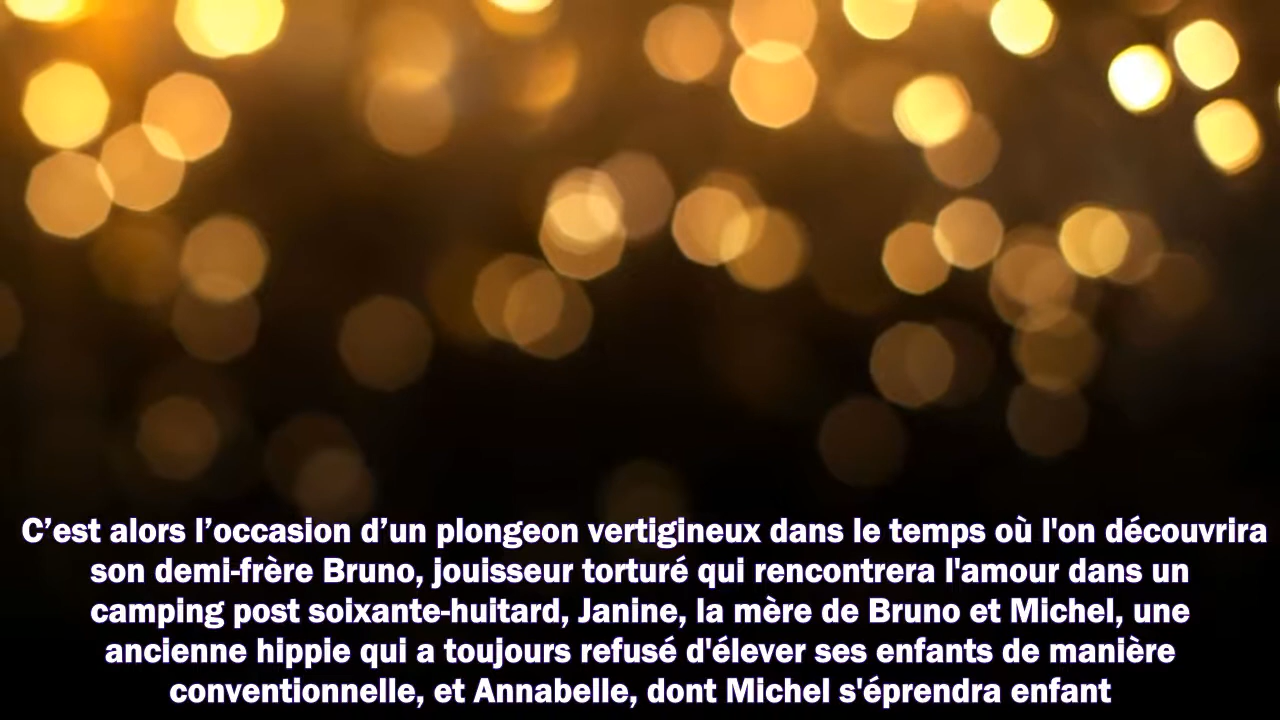 C’est alors l’occasion d’un plongeon vertigineux dans le temps où l'on découvrira
son demi-frère Bruno, jouisseur torturé qui rencontrera l'amour dans un
camping post soixante-huitard, Janine, la mère de Bruno et Michel, une
ancienne hippie qui a toujours refusé d'élever ses enfants de manière
conventionnelle, et Annabelle, dont Michel s'éprendra enfant